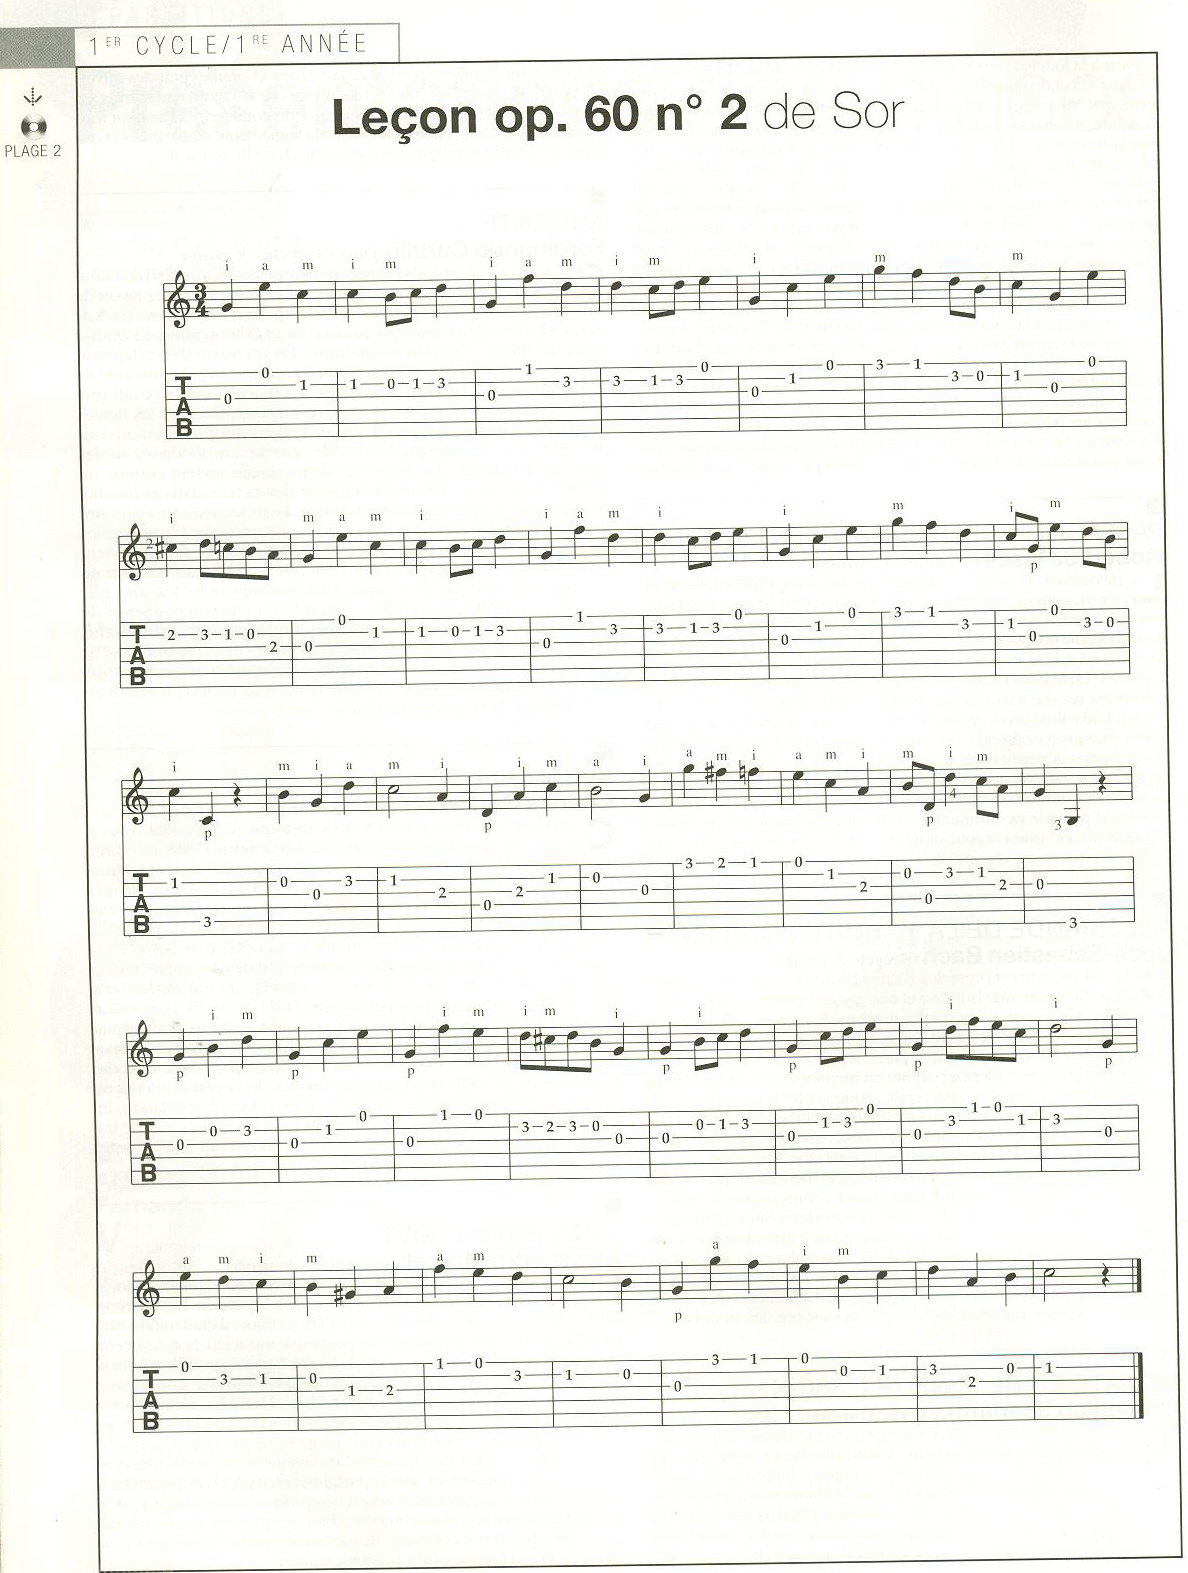 1ER CYCLE/1RE ANNÉE
PLAGE 2
Leçon op. 60 n° 2 de Sor
i a m i m i a m i m i m m
3 4
T A B
0 0 1 1 0 1 3 0 1 3 3 1 3 0 0 1 0 3 1 3 0 1 0 0
i m a m i i a m i i m i m
2
p
T A B
2 3 1 0 2 0 0 1 1 0 1 3 0 1 3 3 1 3 0 0 1 0 3 1 3 1 0 0 3 0
i m i a m i i m a i a m i a m i m i m
p p p 4 3
T A B
1 3 0 0 3 1 2 0 2 1 0 0 3 2 1 0 1 2 0 0 3 1 2 0 3
i m i m i m i i i i
p p p p p p p
T A B
0 0 3 0 1 0 0 1 0 3 2 3 0 0 0 0 1 3 0 1 3 0 0 3 1 0 1 3 0
a m i m a m a i m
p
T A B
0 3 1 0 1 2 1 0 3 1 0 0 3 1 0 0 1 3 2 0 1